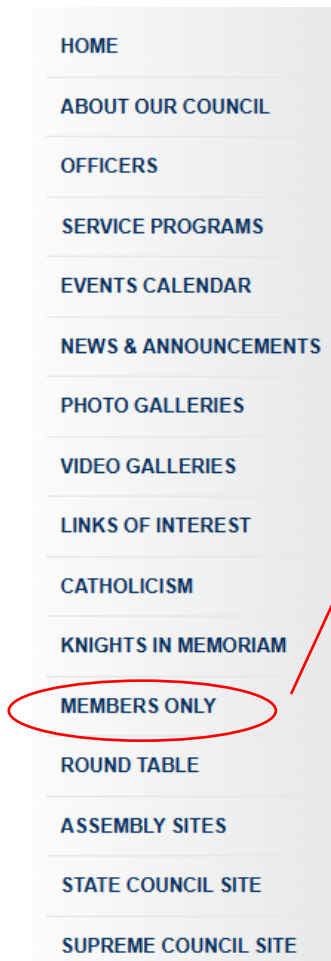 HOME
ABOUT OUR COUNCIL
OFFICERS
SERVICE PROGRAMS
EVENTS CALENDAR
NEWS & ANNOUNCEMENTS
PHOTO GALLERIES
VIDEO GALLERIES
LINKS OF INTEREST
CATHOLICISM
KNIGHTS IN MEMORIAM
MEMBERS ONLY
ROUND TABLE
ASSEMBLY SITES
STATE COUNCIL SITE
SUPREME COUNCIL SITE